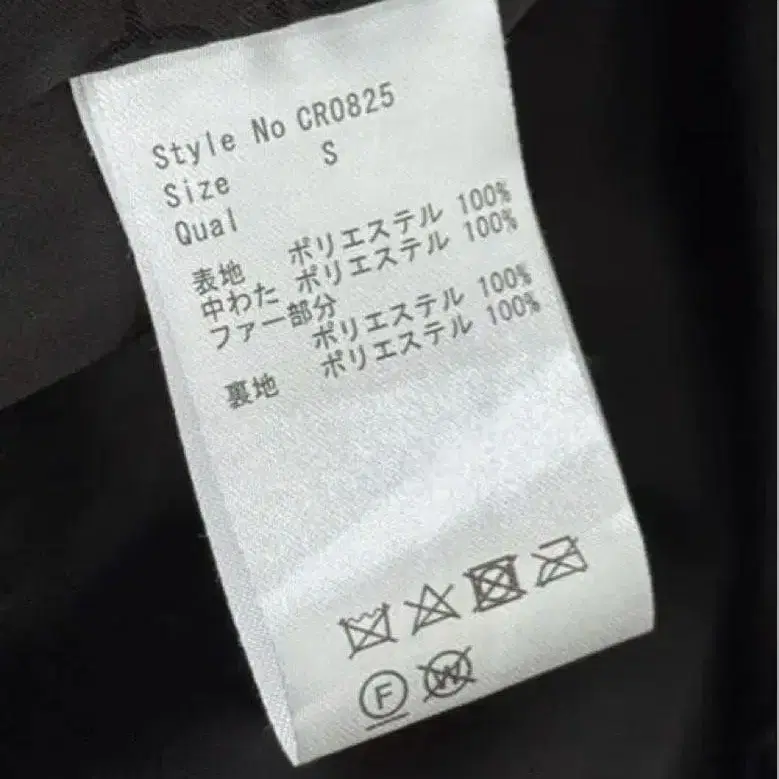 Style No CR0825
Size S
Qual
表地 ポリエステル 100%
中わた ポリエステル 100%
ファー部分
ポリエステル 100%
裏地 ポリエステル 100%
F
W